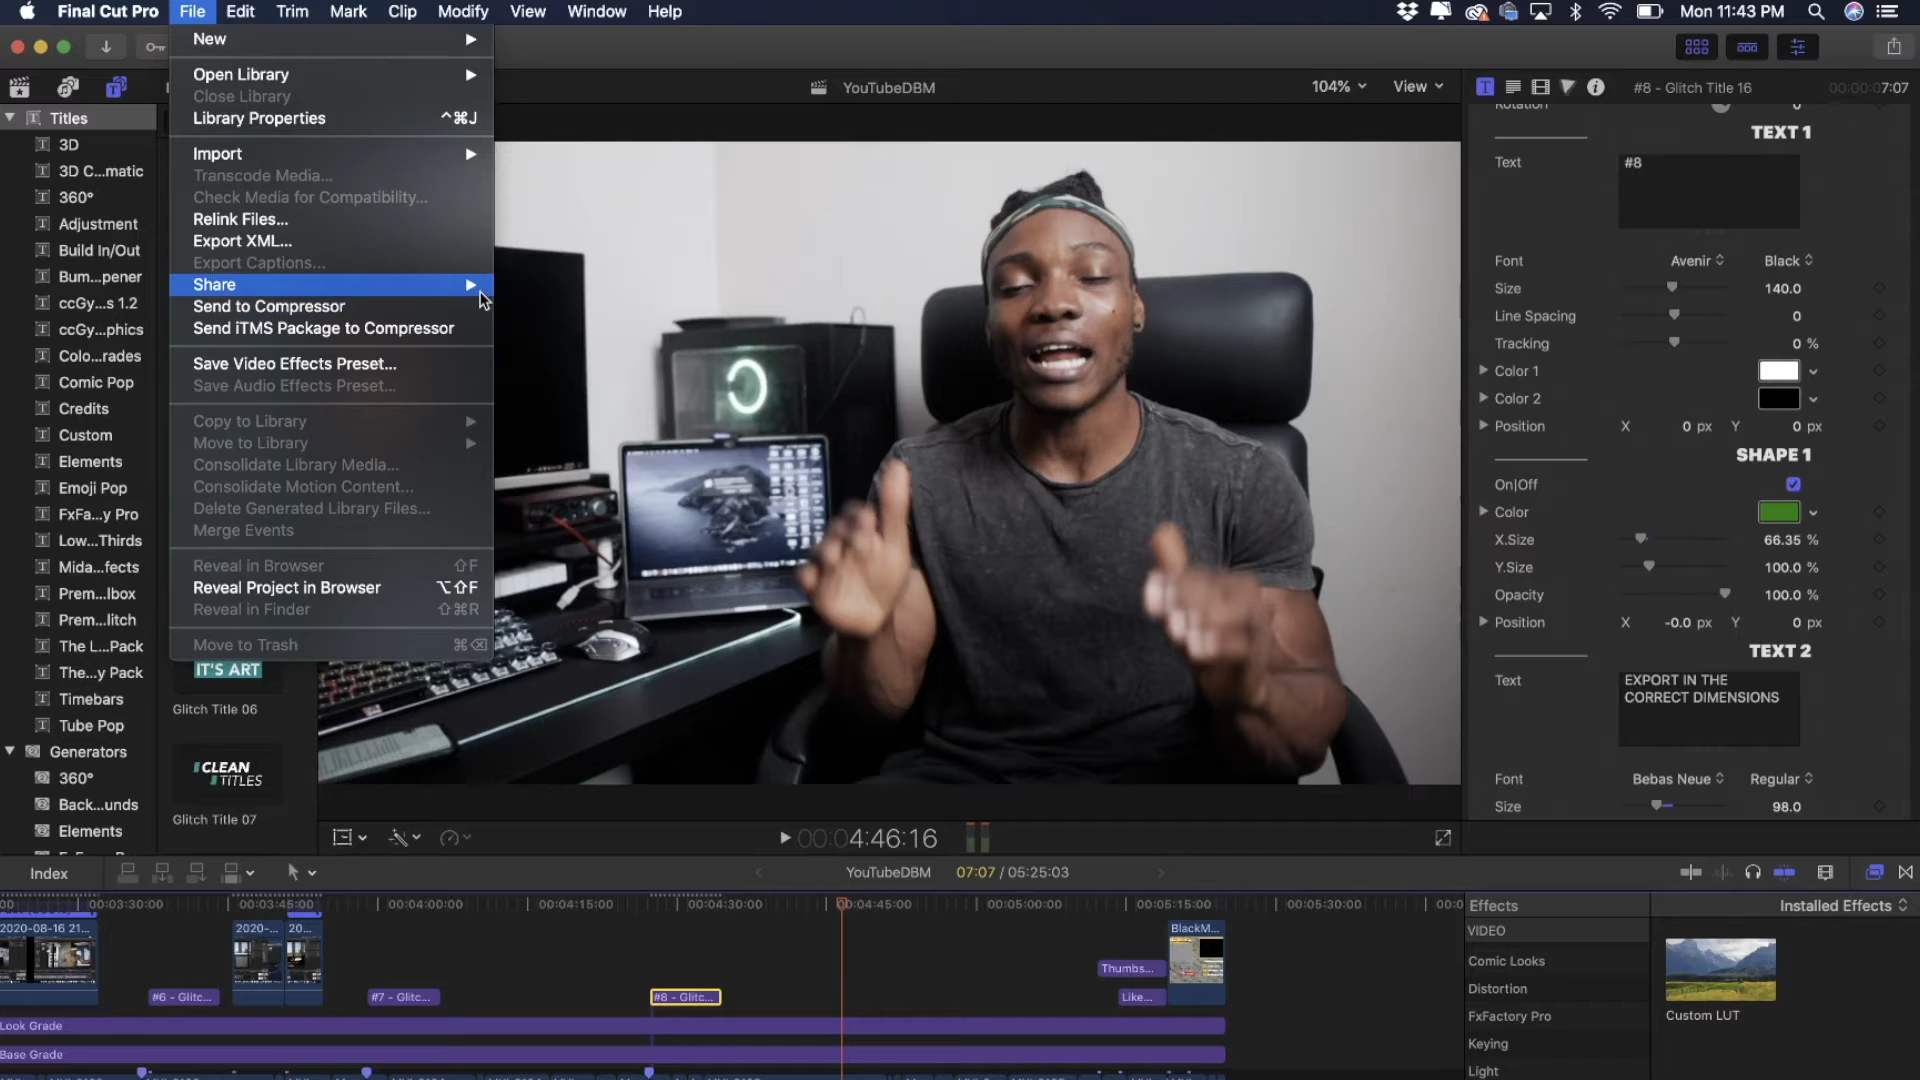 Final Cut Pro File Edit Trim Mark Clip Modify View Window Help
Mon 11:43 PM
New
Open Library
Close Library
Library Properties ^⌘J
Import
Transcode Media...
Check Media for Compatibility...
Relink Files...
Export XML...
Export Captions...
Share
Send to Compressor
Send iTMS Package to Compressor
Save Video Effects Preset...
Save Audio Effects Preset...
Copy to Library
Move to Library
Consolidate Library Media...
Consolidate Motion Content...
Delete Generated Library Files...
Merge Events
Reveal in Browser ⇧F
Reveal Project in Browser ⌥⇧F
Reveal in Finder ⇧⌘R
Move to Trash ⌘⌫
Titles
3D
3D C...matic
360°
Adjustment
Build In/Out
Bum...pener
ccGy...s 1.2
ccGy...phics
Colo...rades
Comic Pop
Credits
Custom
Elements
Emoji Pop
FxFa...y Pro
Low...Thirds
Mida...fects
Prem...lbox
Prem...litch
The L...Pack
The...y Pack
Timebars
Tube Pop
Generators
360°
Back...unds
Elements
IT'S ART
Glitch Title 06
CLEAN
TITLES
Glitch Title 07
YouTubeDBM
104%
View
#8 - Glitch Title 16
00:00:07:07
Rotation 0
TEXT 1
Text #8
Font Avenir Black
Size 140.0
Line Spacing 0
Tracking 0 %
Color 1
Color 2
Position X 0 px Y 0 px
SHAPE 1
On|Off
Color
X.Size 66.35 %
Y.Size 100.0 %
Opacity 100.0 %
Position X -0.0 px Y 0 px
TEXT 2
Text EXPORT IN THE
CORRECT DIMENSIONS
Font Bebas Neue Regular
Size 98.0
00:00:4:46:16
Index
YouTubeDBM 07:07 / 05:25:03
00 00:03:30:00 00:03:45:00 00:04:00:00 00:04:15:00 00:04:30:00 00:04:45:00 00:05:00:00 00:05:15:00 00:05:30:00 00:0
2020-08-16 21... 2020-... 20... BlackM...
Thumbs...
#6 - Glitc... #7 - Glitc... #8 - Glitc... Like...
Look Grade
Base Grade
Effects
Installed Effects
VIDEO
Comic Looks
Distortion
FxFactory Pro
Keying
Light
Custom LUT